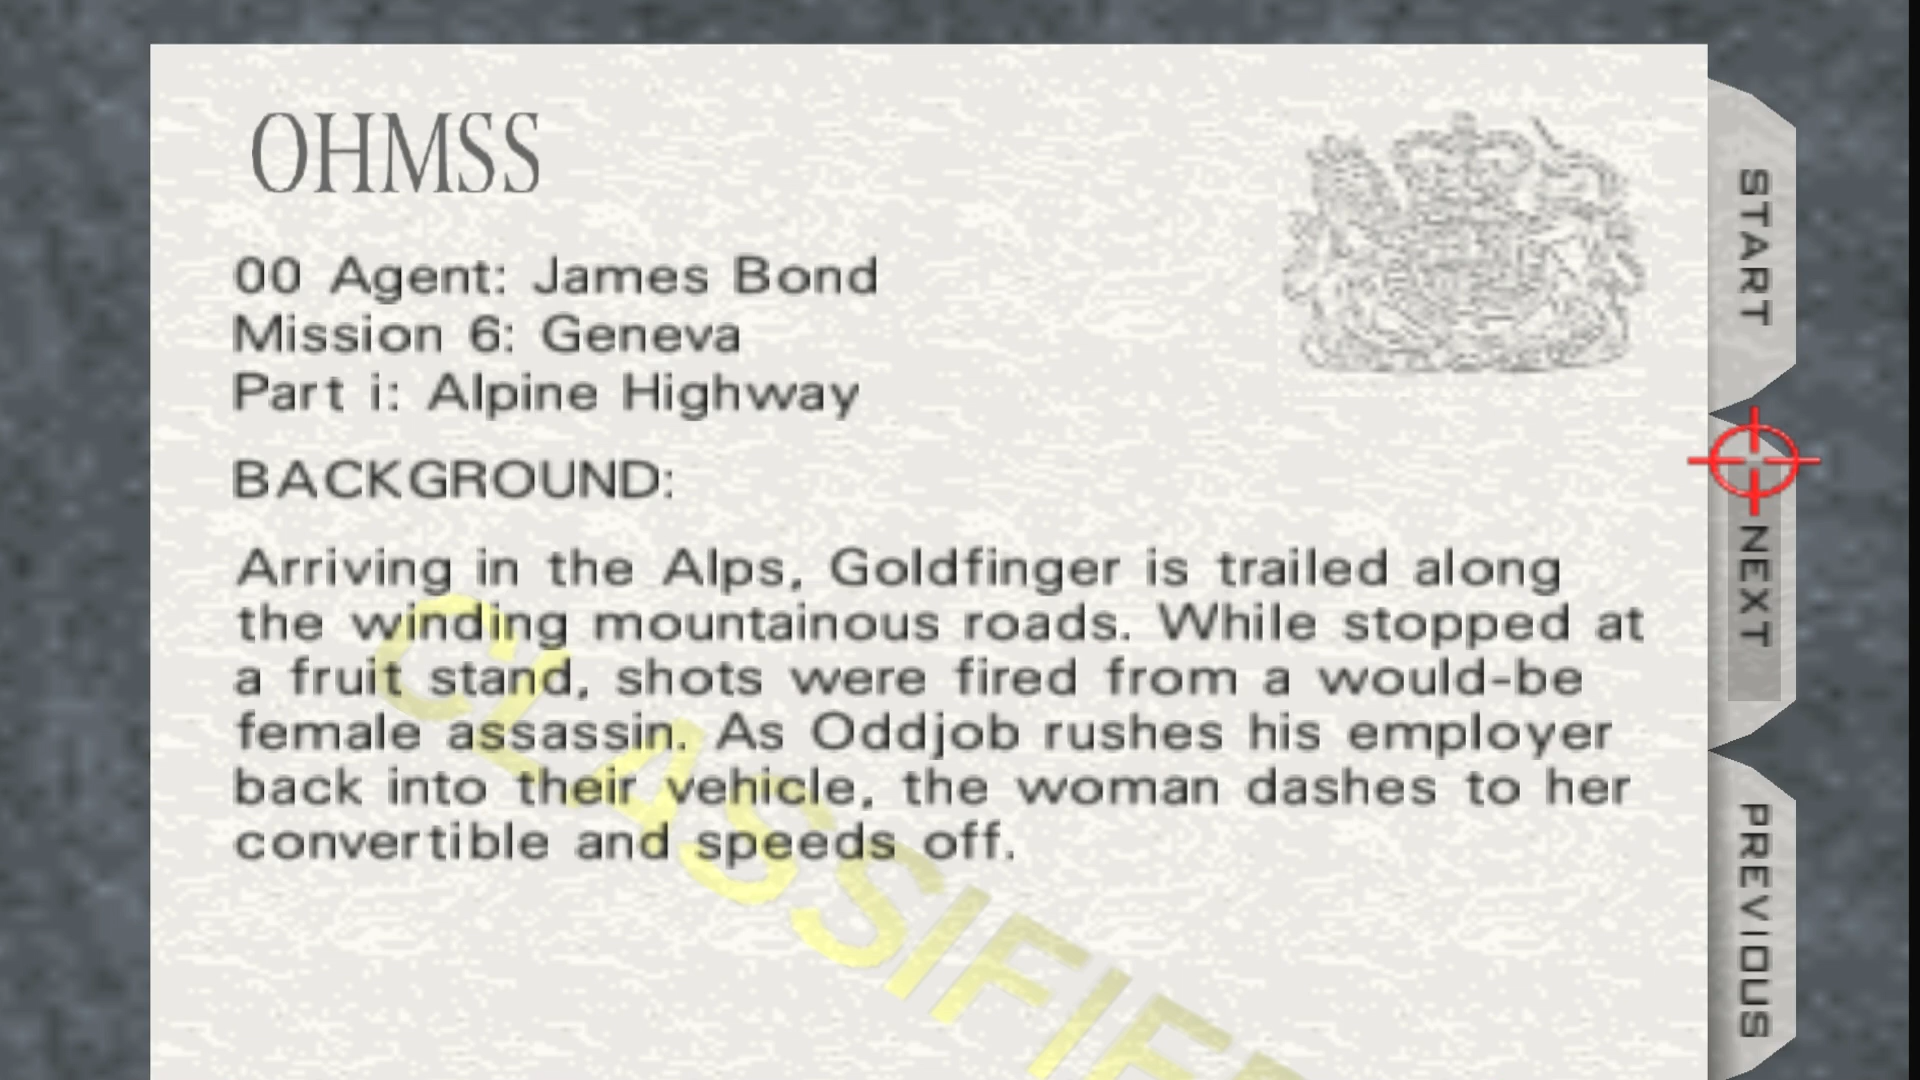 OHMSS
00 Agent: James Bond
Mission 6: Geneva
Part i: Alpine Highway
BACKGROUND:
Arriving in the Alps, Goldfinger is trailed along
the winding mountainous roads. While stopped at
a fruit stand, shots were fired from a would-be
female assassin. As Oddjob rushes his employer
back into their vehicle, the woman dashes to her
convertible and speeds off.
CLASSIFIE
START
NEXT
PREVIOUS